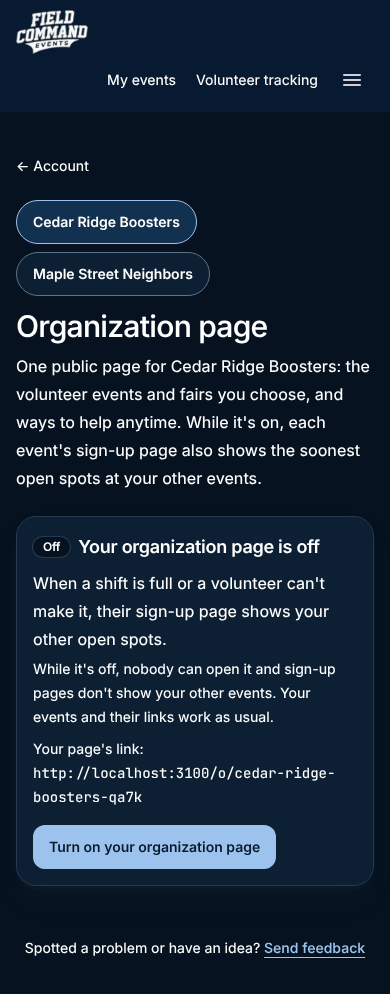 FIELD
COMMAND
EVENTS
My events Volunteer tracking
← Account
Cedar Ridge Boosters
Maple Street Neighbors
Organization page
One public page for Cedar Ridge Boosters: the
volunteer events and fairs you choose, and
ways to help anytime. While it's on, each
event's sign-up page also shows the soonest
open spots at your other events.
Off Your organization page is off
When a shift is full or a volunteer can't
make it, their sign-up page shows your
other open spots.
While it's off, nobody can open it and sign-up
pages don't show your other events. Your
events and their links work as usual.
Your page's link:
http://localhost:3100/o/cedar-ridge-
boosters-qa7k
Turn on your organization page
Spotted a problem or have an idea? Send feedback